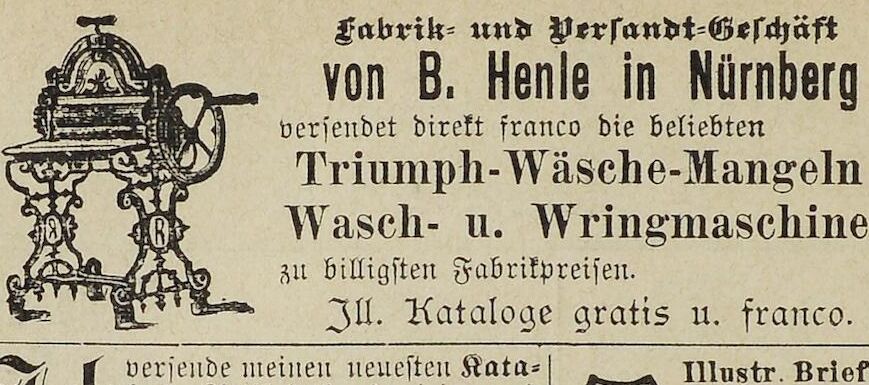 Fabrik- und Versandt-Geschäft
von B. Henle in Nürnberg
versendet direkt franco die beliebten
Triumph-Wäsche-Mangeln
Wasch- u. Wringmaschine
zu billigsten Fabrikpreisen.
Ill. Kataloge gratis u. franco.
versende meinen neuesten Kata-
Illustr. Brief